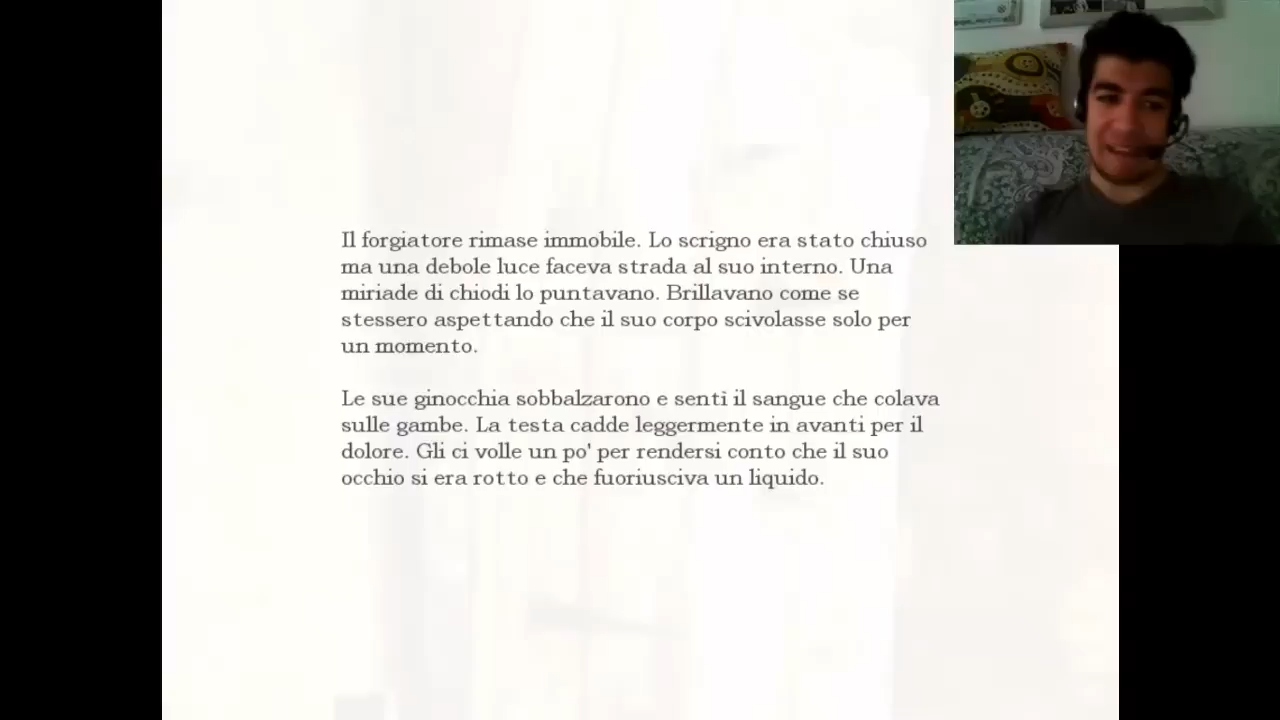 Il forgiatore rimase immobile. Lo scrigno era stato chiuso
ma una debole luce faceva strada al suo interno. Una
miriade di chiodi lo puntavano. Brillavano come se
stessero aspettando che il suo corpo scivolasse solo per
un momento.
Le sue ginocchia sobbalzarono e sentì il sangue che colava
sulle gambe. La testa cadde leggermente in avanti per il
dolore. Gli ci volle un po' per rendersi conto che il suo
occhio si era rotto e che fuoriusciva un liquido.